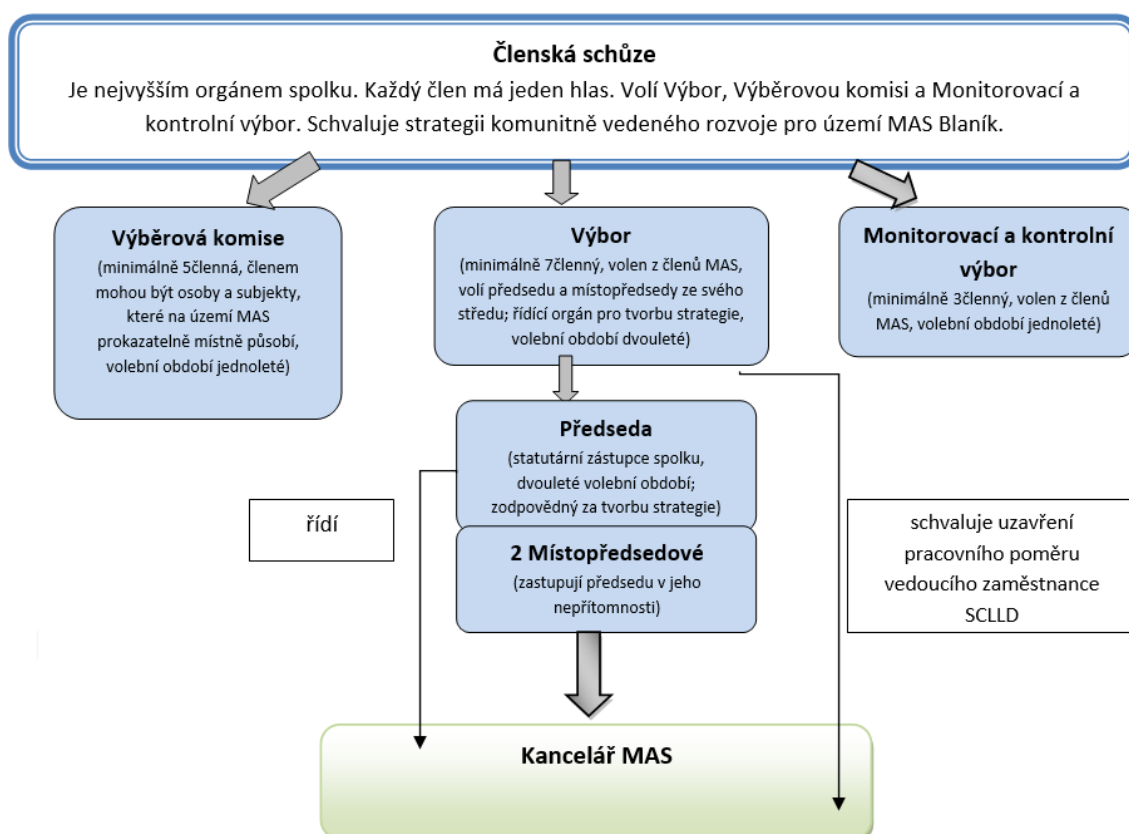 Členská schůze
Je nejvyšším orgánem spolku. Každý člen má jeden hlas. Volí Výbor, Výběrovou komisi a Monitorovací a
kontrolní výbor. Schvaluje strategii komunitně vedeného rozvoje pro území MAS Blaník.
Výběrová komise
(minimálně 5členná, členem
mohou být osoby a subjekty,
které na území MAS
prokazatelně místně působí,
volební období jednoleté)
Výbor
(minimálně 7členný, volen z členů MAS,
volí předsedu a místopředsedy ze svého
středu; řídící orgán pro tvorbu strategie,
volební období dvouleté)
Monitorovací a kontrolní
výbor
(minimálně 3členný, volen z členů
MAS, volební období jednoleté)
Předseda
(statutární zástupce spolku,
dvouleté volební období;
zodpovědný za tvorbu strategie)
řídí
2 Místopředsedové
(zastupují předsedu v jeho
nepřítomnosti)
schvaluje uzavření
pracovního poměru
vedoucího zaměstnance
SCLLD
Kancelář MAS